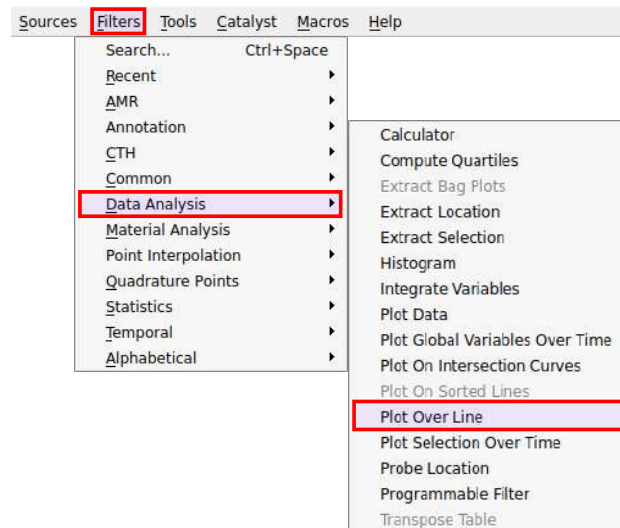 Sources Filters Tools Catalyst Macros Help
Search... Ctrl+Space
Recent
AMR
Annotation
CTH
Common
Data Analysis
Material Analysis
Point Interpolation
Quadrature Points
Statistics
Temporal
Alphabetical
Calculator
Compute Quartiles
Extract Bag Plots
Extract Location
Extract Selection
Histogram
Integrate Variables
Plot Data
Plot Global Variables Over Time
Plot On Intersection Curves
Plot On Sorted Lines
Plot Over Line
Plot Selection Over Time
Probe Location
Programmable Filter
Transpose Table